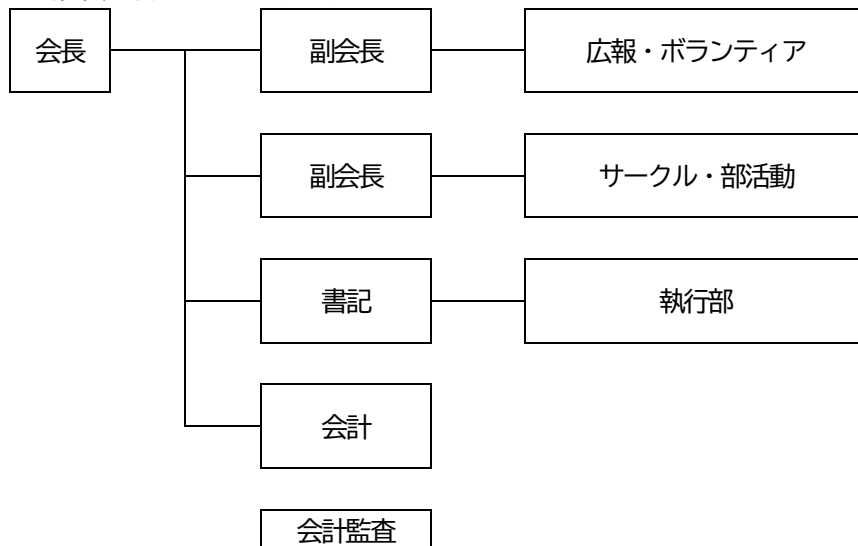 会長
副会長
広報・ボランティア
副会長
サークル・部活動
書記
執行部
会計
会計監査